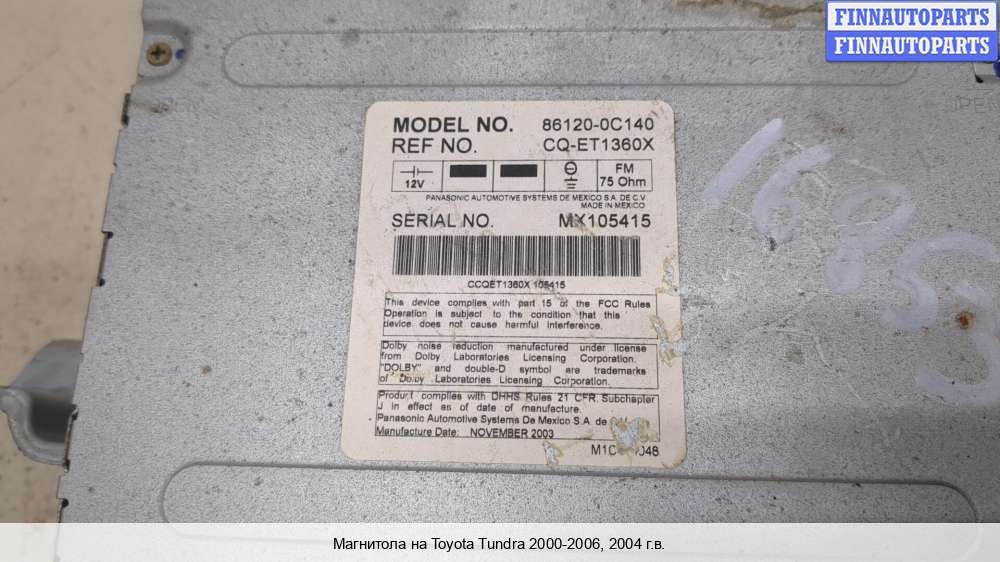 FINNAUTOPARTS
FINNAUTOPARTS
MODEL NO. 86120-0C140
REF NO. CQ-ET1360X
12V
FM
75 Ohm
PANASONIC AUTOMOTIVE SYSTEMS DE MEXICO S.A. DE C.V
MADE IN MEXICO
SERIAL NO. MX105415
CCQET1360X 105415
This device complies with part 15 of the FCC Rules
Operation is subject to the condition that this
device does not cause harmful interference.
Dolby noise reduction manufactured under license
from Dolby Laboratories Licensing Corporation.
"DOLBY" and double-D symbol are trademarks
of Dolby Laboratories Licensing Corporation.
Product complies with DHHS Rules 21 CFR. Subchapter
J in effect as of date of manufacture.
Panasonic Automotive Systems De Mexico S.A. de
Manufacture Date: NOVEMBER 2003
Магнитола на Toyota Tundra 2000-2006, 2004 г.в.